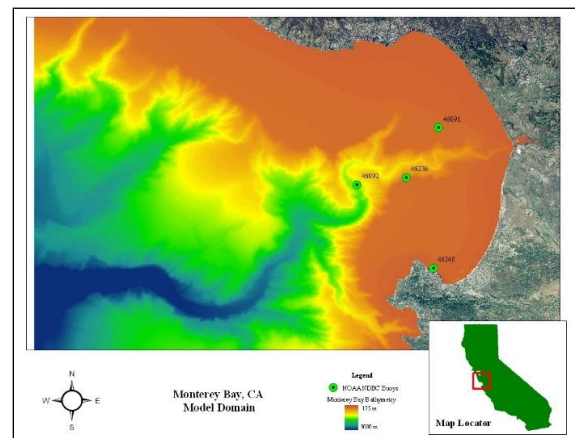 46091
46092
46236
46240
N
W E
S
Monterey Bay, CA
Model Domain
Legend
NOAA NDBC Buoys
Monterey Bay Bathymetry
175 m
3000 m
Map Locator